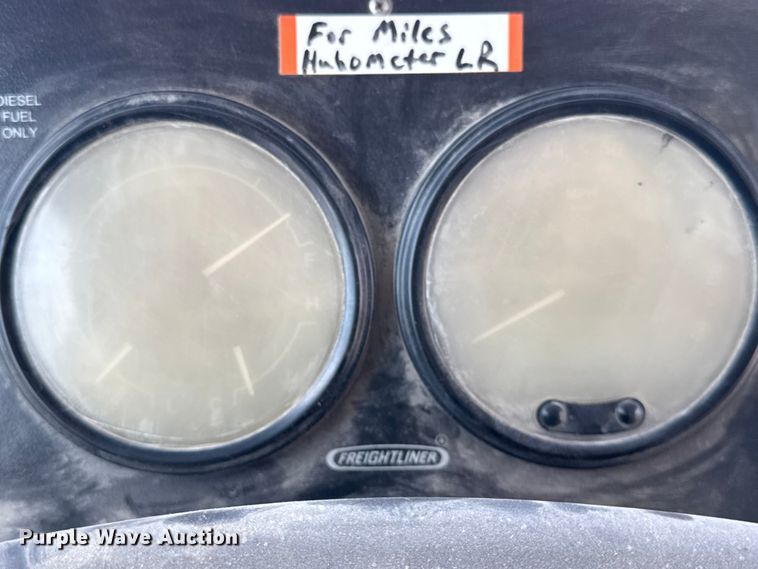 For Miles
Hubometer LR
DIESEL
FUEL
ONLY
FREIGHTLINER
Purple Wave Auction